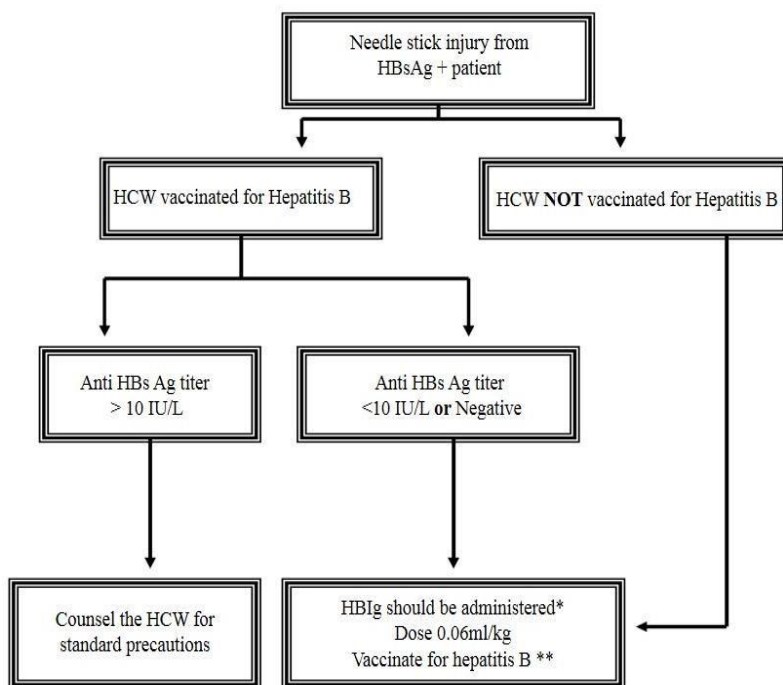 Needle stick injury from
HBsAg + patient
HCW vaccinated for Hepatitis B
HCW NOT vaccinated for Hepatitis B
Anti HBs Ag titer
> 10 IU/L
Anti HBs Ag titer
<10 IU/L or Negative
Counsel the HCW for
standard precautions
HBIg should be administered*
Dose 0.06ml/kg
Vaccinate for hepatitis B **